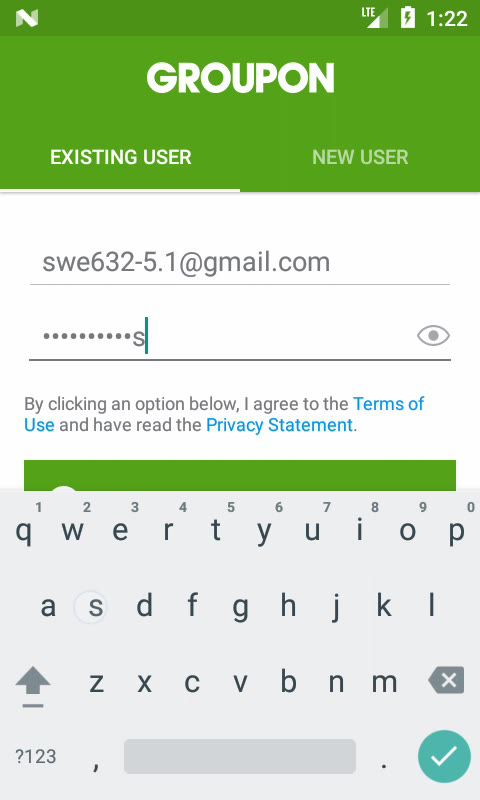 LTE 1:22
GROUPON
EXISTING USER NEW USER
swe632-5.1@gmail.com
••••••••••s
By clicking an option below, I agree to the Terms of
Use and have read the Privacy Statement.
1 2 3 4 5 6 7 8 9 0
q w e r t y u i o p
a s d f g h j k l
z x c v b n m
?123 , .